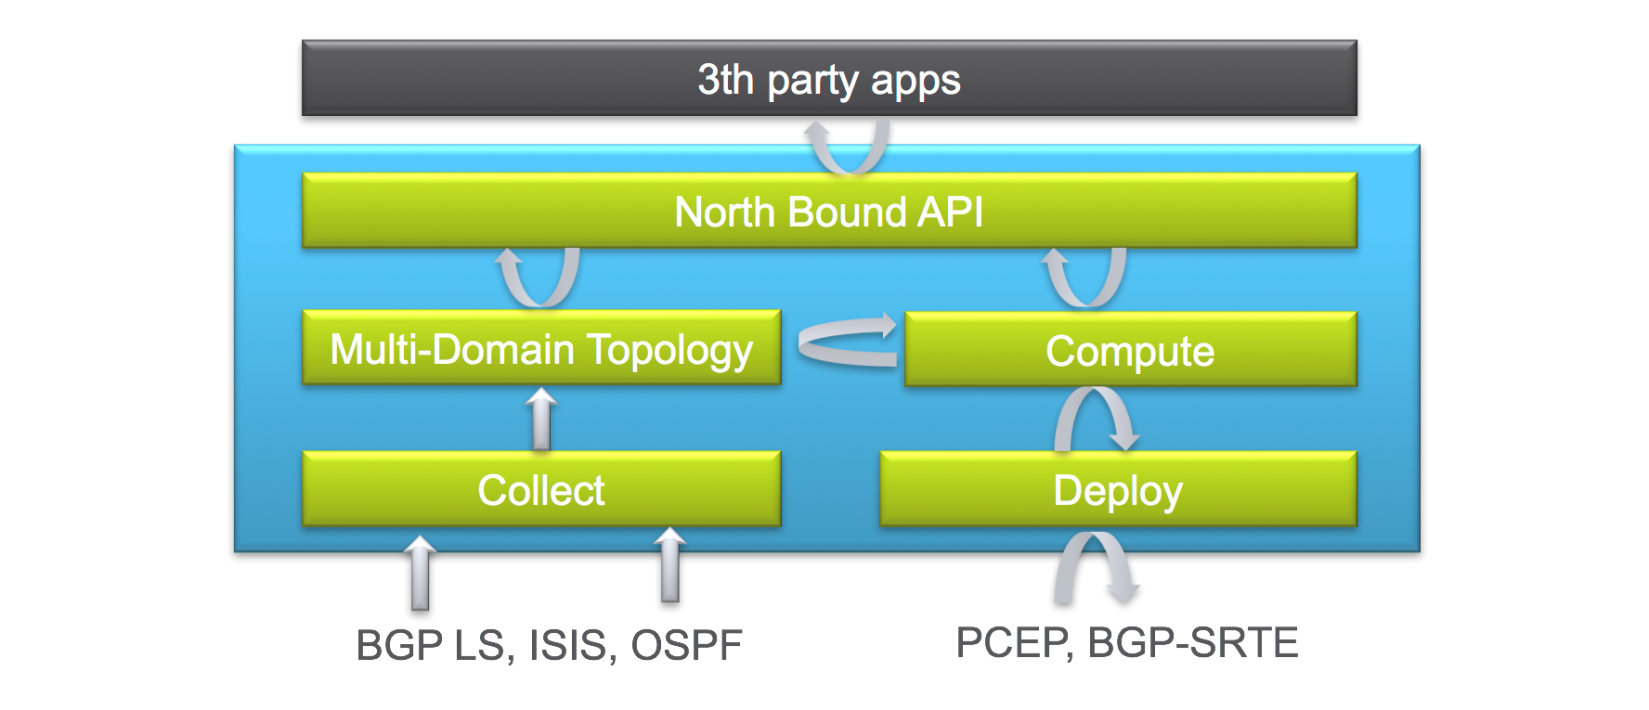 3th party apps
North Bound API
Multi-Domain Topology
Compute
Collect
Deploy
BGP LS, ISIS, OSPF
PCEP, BGP-SRTE